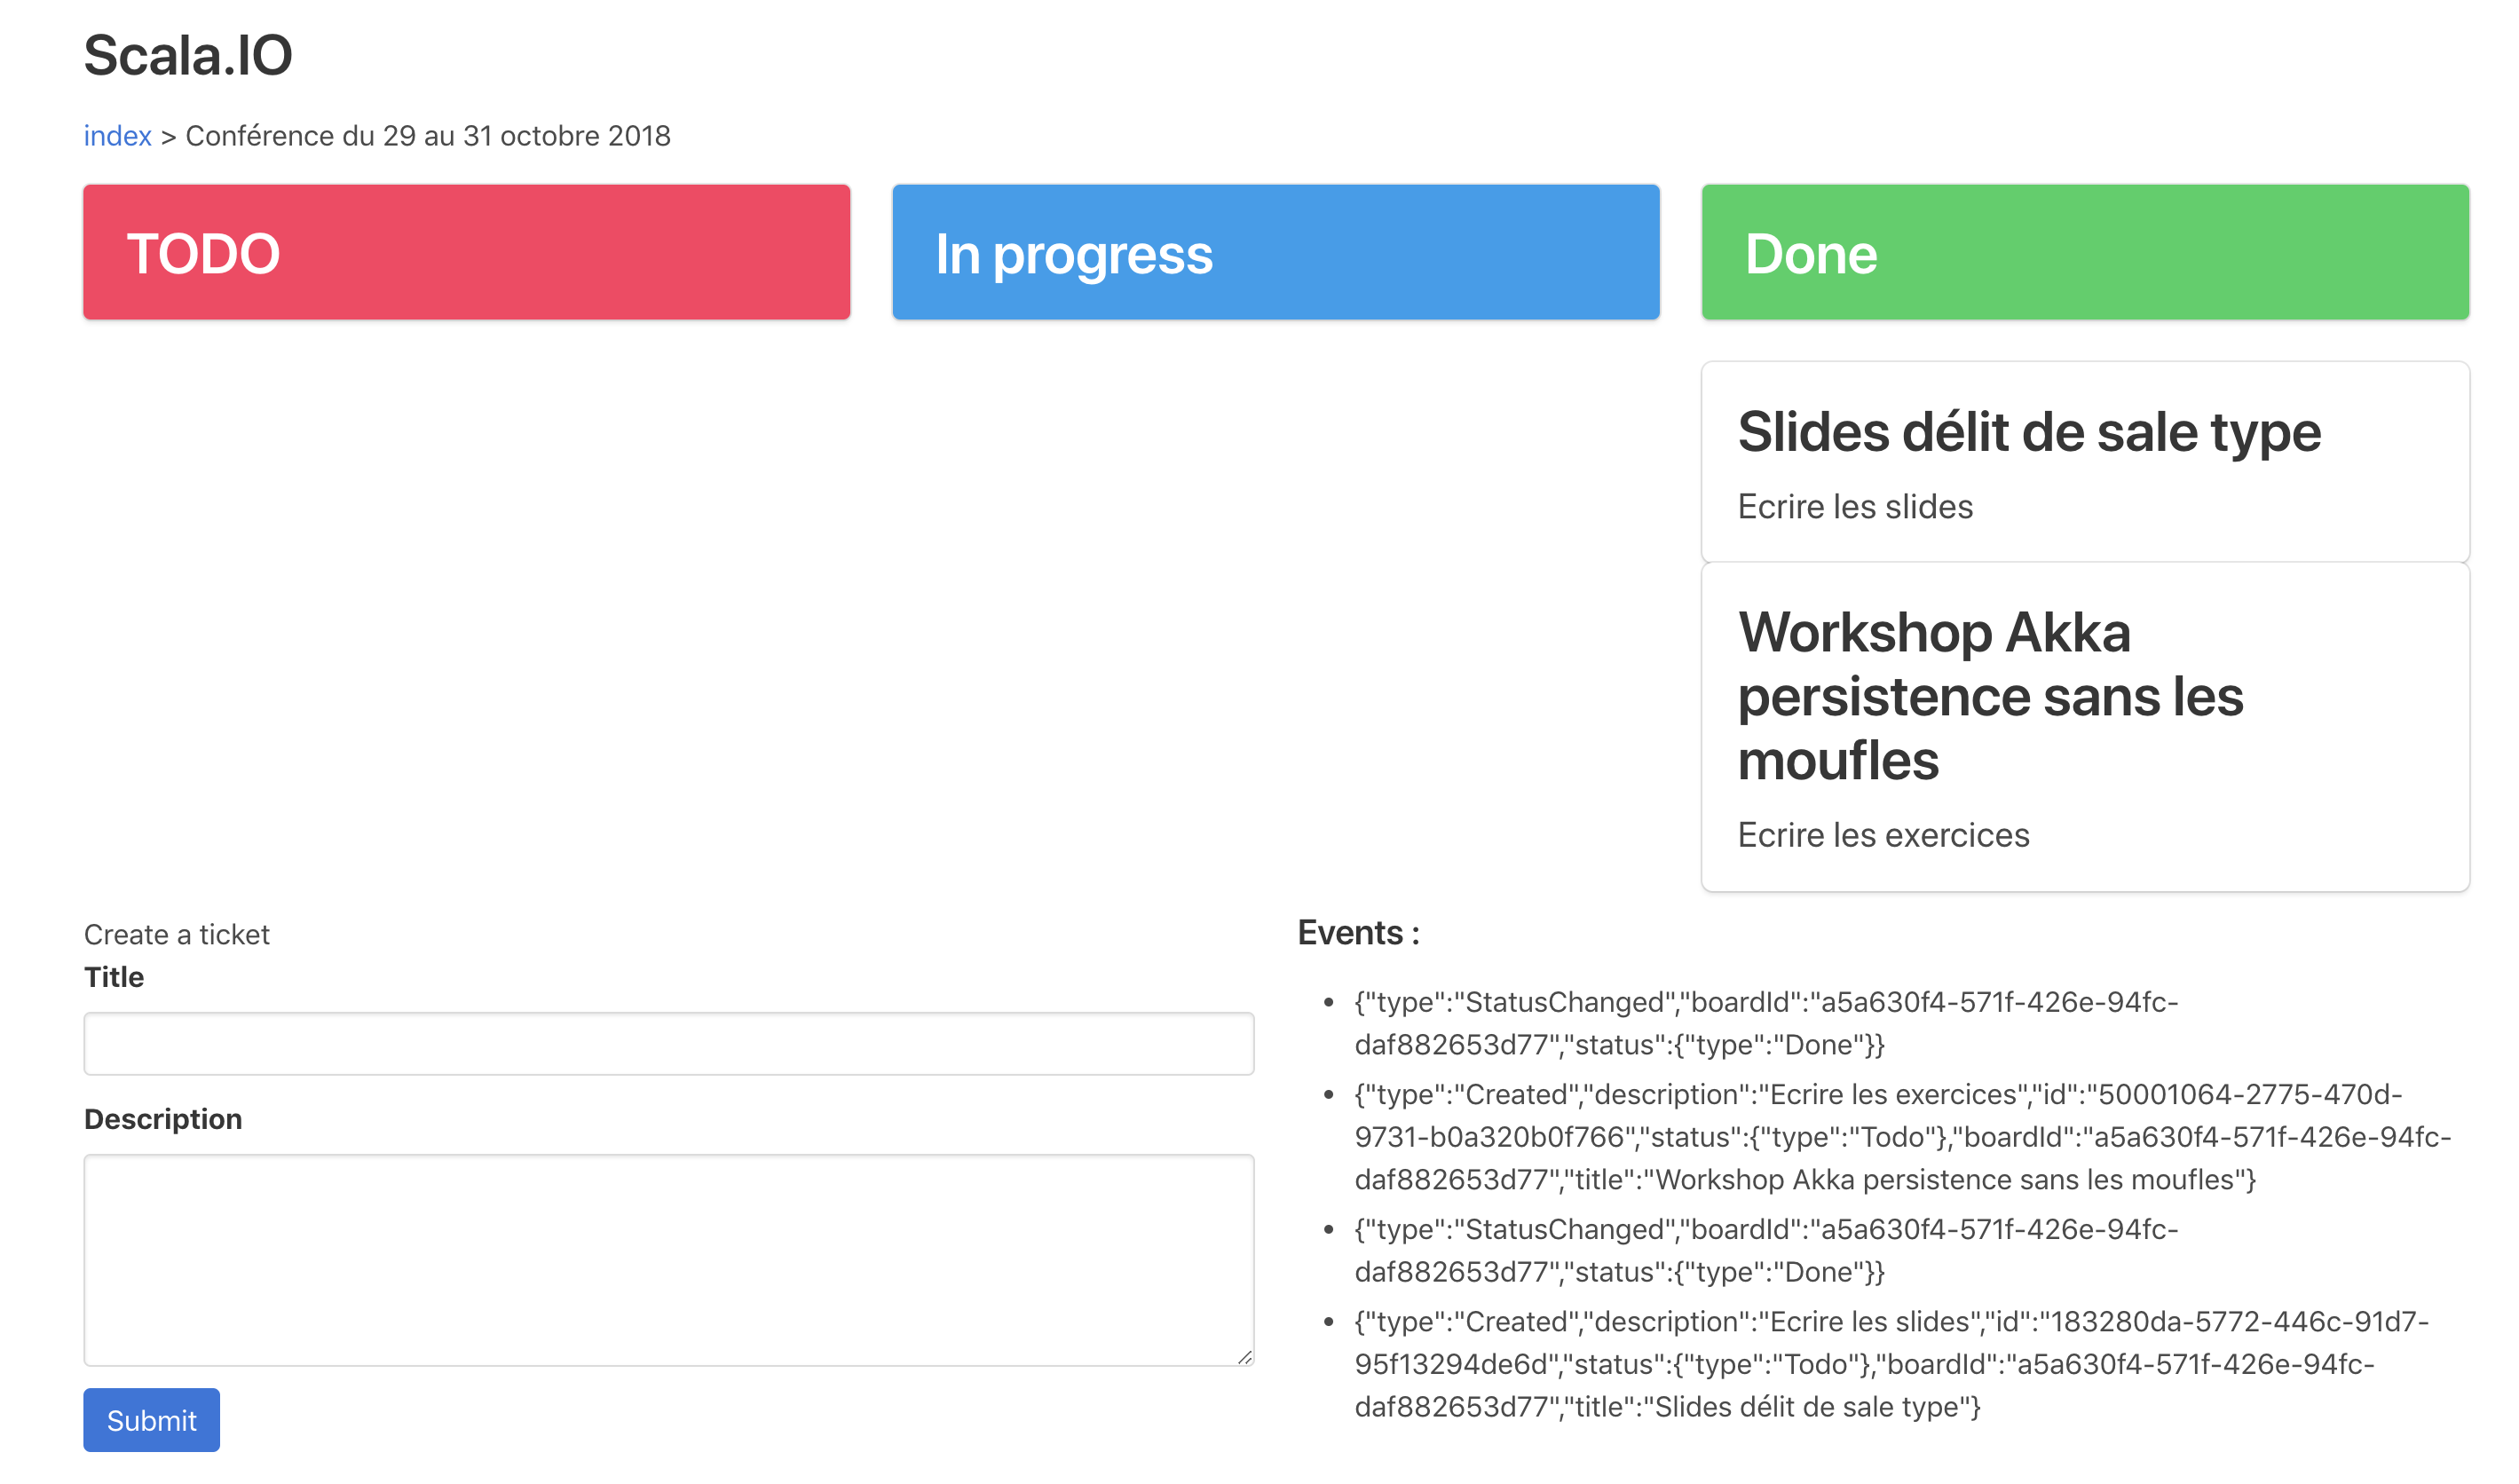 Scala.IO
index > Conférence du 29 au 31 octobre 2018
TODO
In progress
Done
Slides délit de sale type
Ecrire les slides
Workshop Akka
persistence sans les
moufles
Ecrire les exercices
Create a ticket
Title
Description
Submit
Events :
{"type":"StatusChanged","boardId":"a5a630f4-571f-426e-94fc-
daf882653d77","status":{"type":"Done"}}
{"type":"Created","description":"Ecrire les exercices","id":"50001064-2775-470d-
9731-b0a320b0f766","status":{"type":"Todo"},"boardId":"a5a630f4-571f-426e-94fc-
daf882653d77","title":"Workshop Akka persistence sans les moufles"}
{"type":"StatusChanged","boardId":"a5a630f4-571f-426e-94fc-
daf882653d77","status":{"type":"Done"}}
{"type":"Created","description":"Ecrire les slides","id":"183280da-5772-446c-91d7-
95f13294de6d","status":{"type":"Todo"},"boardId":"a5a630f4-571f-426e-94fc-
daf882653d77","title":"Slides délit de sale type"}